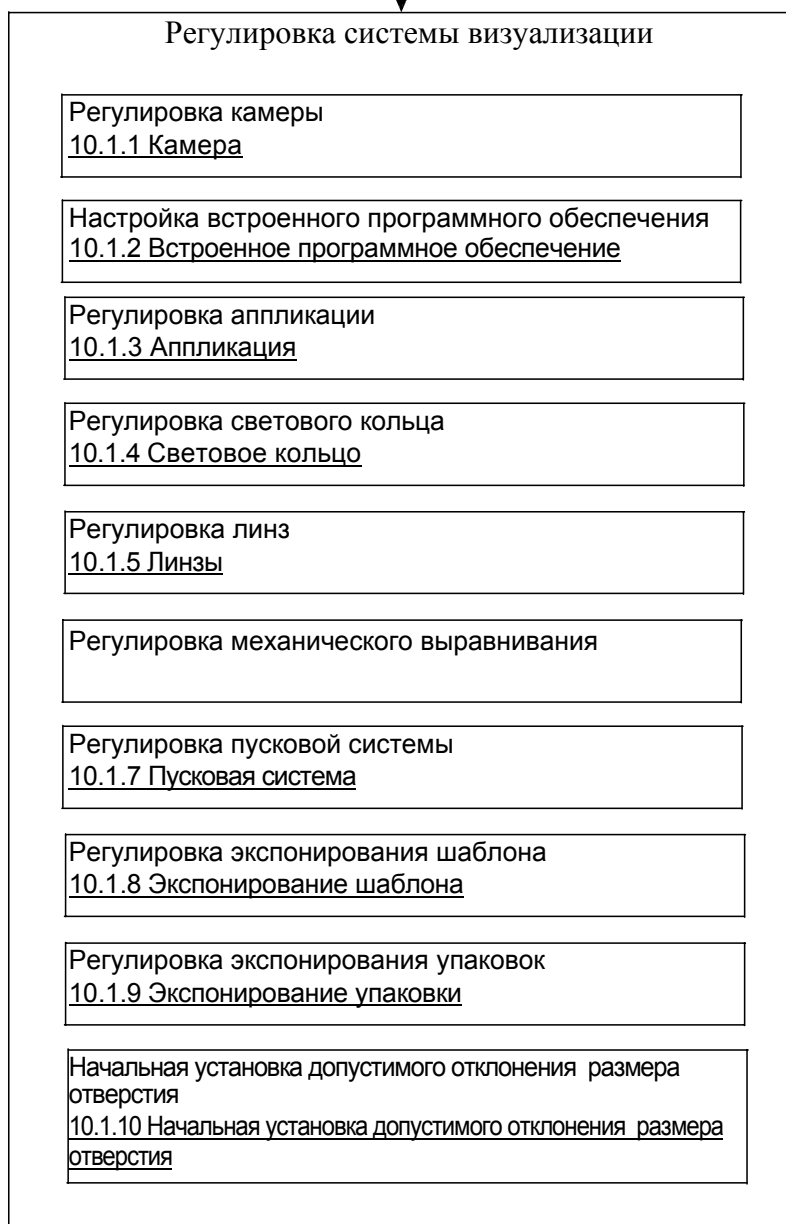 Регулировка системы визуализации
Регулировка камеры
10.1.1 Камера
Настройка встроенного программного обеспечения
10.1.2 Встроенное программное обеспечение
Регулировка аппликации
10.1.3 Аппликация
Регулировка светового кольца
10.1.4 Световое кольцо
Регулировка линз
10.1.5 Линзы
Регулировка механического выравнивания
Регулировка пусковой системы
10.1.7 Пусковая система
Регулировка экспонирования шаблона
10.1.8 Экспонирование шаблона
Регулировка экспонирования упаковок
10.1.9 Экспонирование упаковки
Начальная установка допустимого отклонения размера
отверстия
10.1.10 Начальная установка допустимого отклонения размера
отверстия